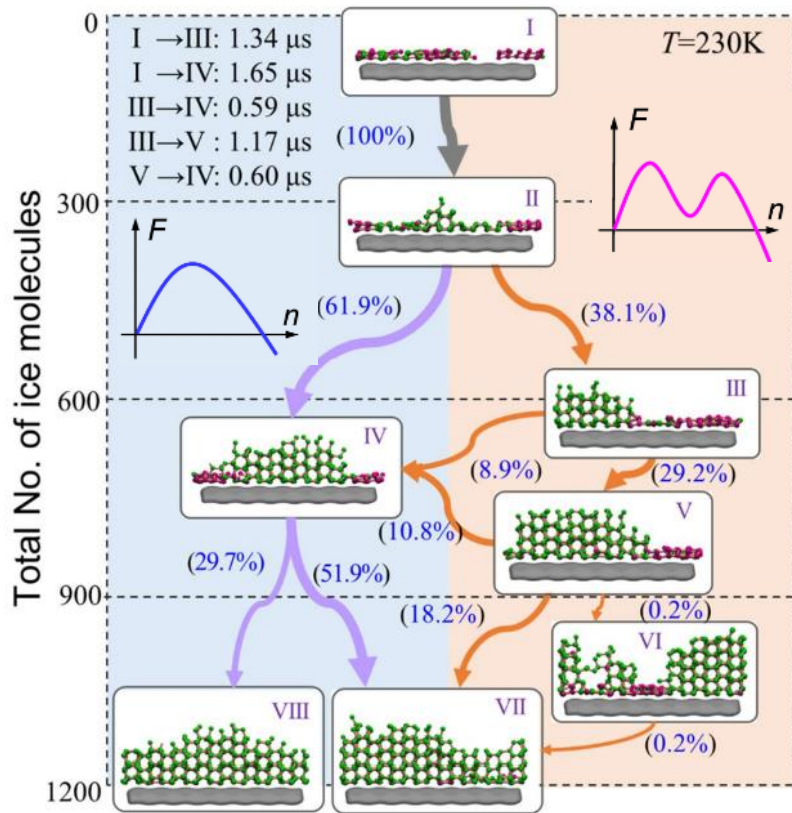 0
I →III: 1.34 μs
I →IV: 1.65 μs
III→IV: 0.59 μs
III→V : 1.17 μs
V →IV: 0.60 μs
I
T=230K
(100%)
F
n
300
II
F
n
(61.9%)
(38.1%)
Total No. of ice molecules
600
III
IV
(8.9%)
(29.2%)
V
(10.8%)
(29.7%)
(51.9%)
(18.2%)
(0.2%)
900
VI
VIII
VII
(0.2%)
1200